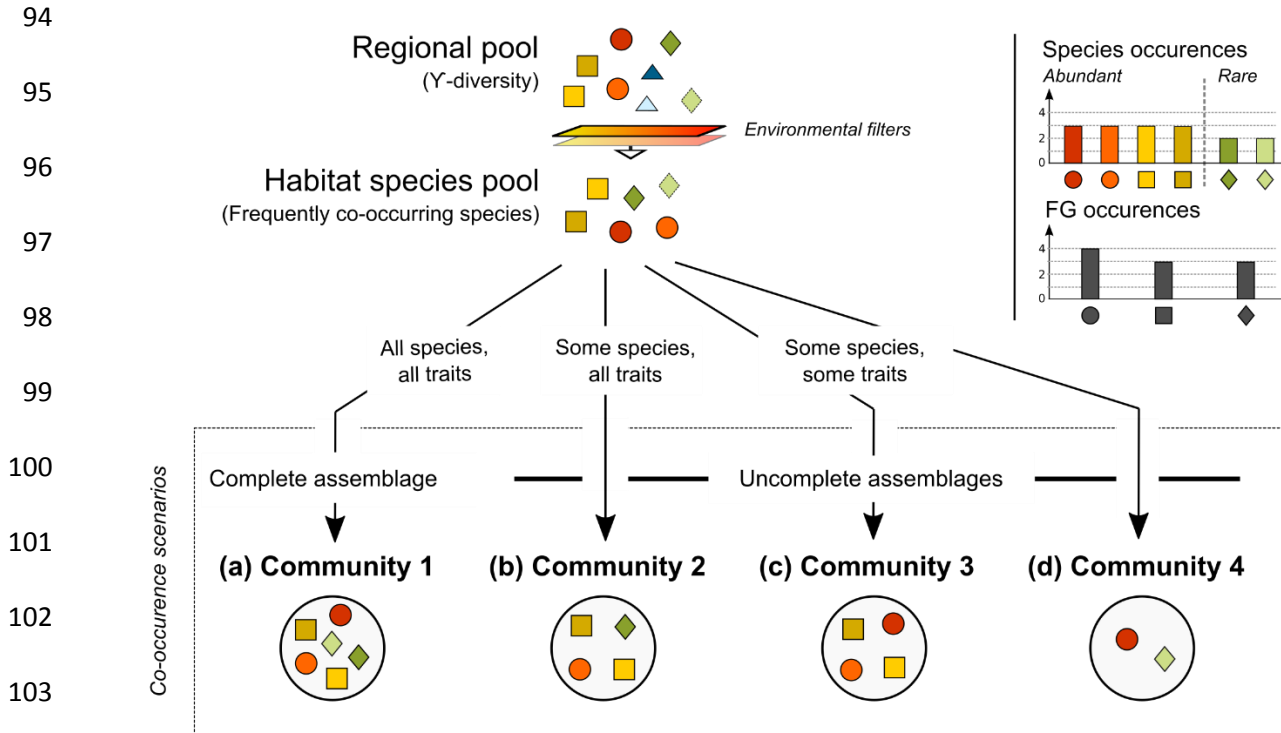 94
95
96
97
98
99
100
101
102
103
Regional pool
(ϒ-diversity)
Environmental filters
Habitat species pool
(Frequently co-occurring species)
Species occurences
Abundant
Rare
4
2
0
FG occurences
4
2
0
All species,
all traits
Some species,
all traits
Some species,
some traits
Co-occurence scenarios
Complete assemblage
Uncomplete assemblages
(a) Community 1
(b) Community 2
(c) Community 3
(d) Community 4